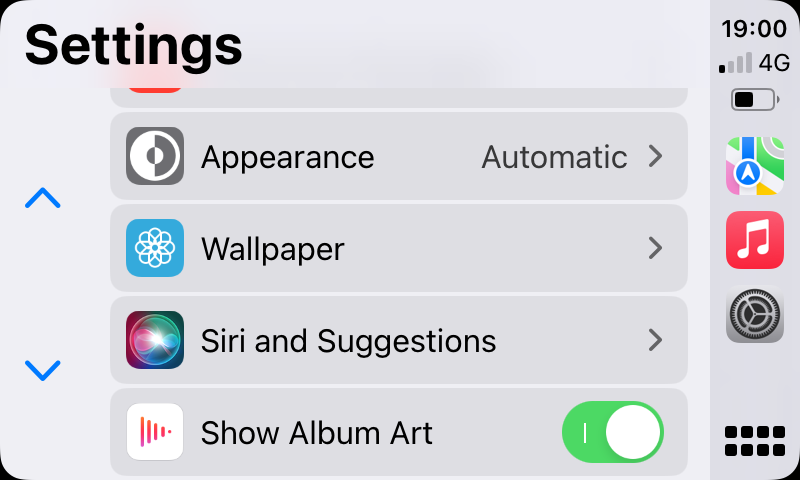 Settings
19:00
4G
Appearance
Automatic
Wallpaper
Siri and Suggestions
Show Album Art